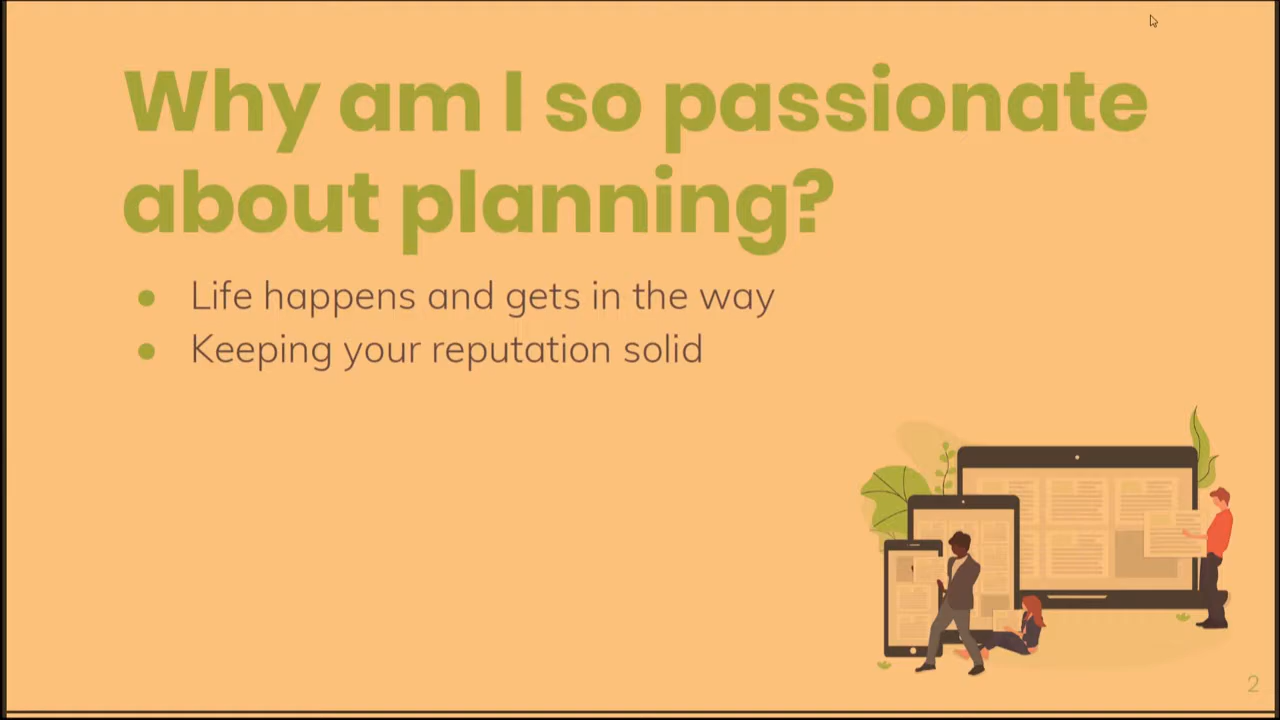 Why am I so passionate
about planning?
● Life happens and gets in the way
● Keeping your reputation solid
2